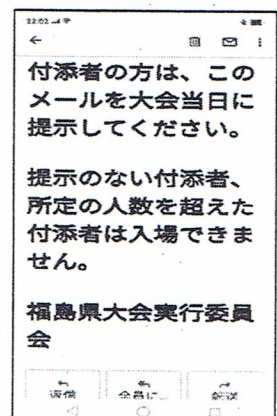 22:02
付添者の方は、この
メールを大会当日に
提示してください。
提示のない付添者、
所定の人数を超えた
付添者は入場できま
せん。
福島県大会実行委員
会
返信 全員に… 転送